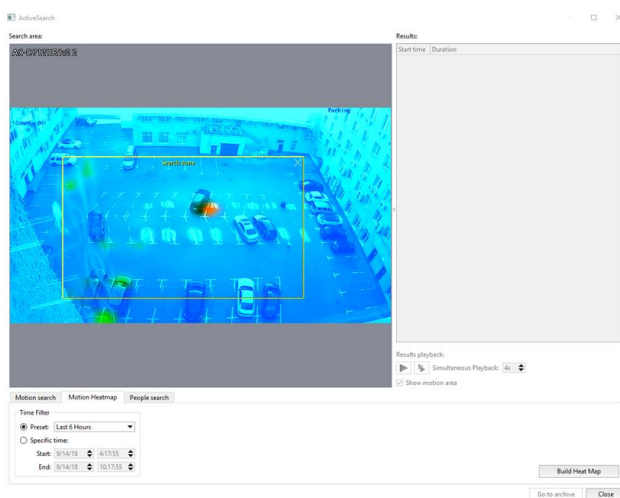 ActiveSearch
Search area:
Results:
Start time Duration
Parking
Search zone
Results playback:
Simultaneous Playback: 4x
Show motion area
Motion search Motion Heatmap People search
Time Filter
Preset: Last 6 Hours
Specific time:
Start: 9/14/18 4:17:55
End: 9/14/18 10:17:55
Build Heat Map
Go to archive Close